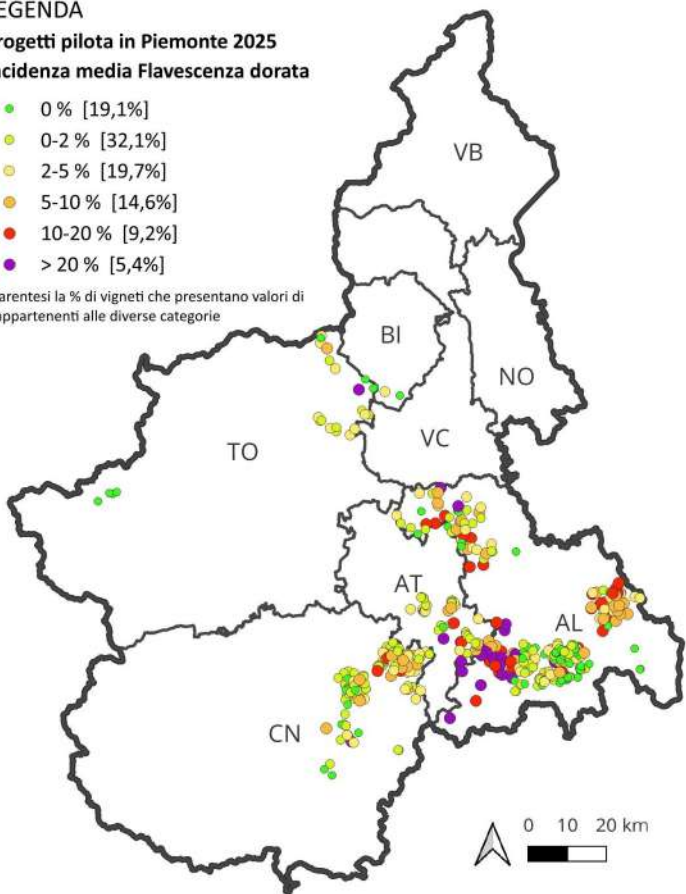 EGENDA
rogetti pilota in Piemonte 2025
ncidenza media Flavescenza dorata
0 % [19,1%]
0-2 % [32,1%]
2-5 % [19,7%]
5-10 % [14,6%]
10-20 % [9,2%]
> 20 % [5,4%]
arentesi la % di vigneti che presentano valori di
appartenenti alle diverse categorie
VB
BI
NO
TO
VC
AT
AL
CN
0 10 20 km